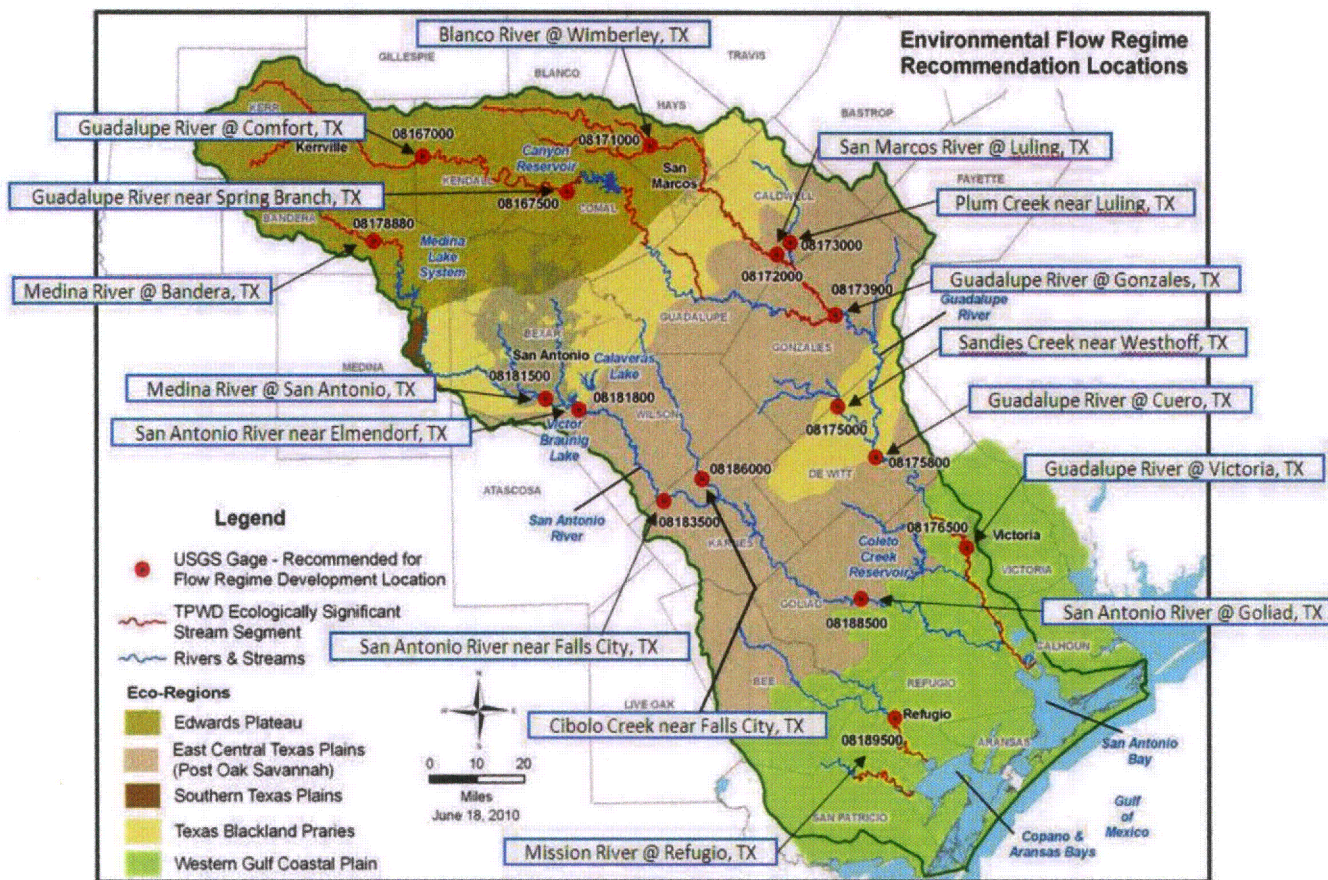 Environmental Flow Regime
Recommendation Locations
Blanco River @ Wimberley, TX
GILLESPIE
BLANCO
TRAVIS
HAYS
BASTROP
KERR
Guadalupe River @ Comfort, TX
08167000
08171000
Kerrville
Canyon
Reservoir
San
Marcos
San Marcos River @ Luling, TX
FAYETTE
KENDALL
CALDWELL
Guadalupe River near Spring Branch, TX
08167500
COMAL
Plum Creek near Luling, TX
BANDERA
08178880
08173000
08172000
Medina
Lake
System
Medina River @ Bandera, TX
08173900
Guadalupe River @ Gonzales, TX
Guadalupe
River
GUADALUPE
BEXAR
GONZALES
Sandies Creek near Westhoff, TX
MEDINA
San Antonio
Calaveras
Lake
08181500
Medina River @ San Antonio, TX
08181800
WILSON
08175000
Guadalupe River @ Cuero, TX
San Antonio River near Elmendorf, TX
Victor
Braunig
Lake
08175800
DE WITT
Guadalupe River @ Victoria, TX
08186000
ATASCOSA
08183500
San Antonio
River
KARNES
08176500
Victoria
VICTORIA
Coleto
Creek
Reservoir
GOLIAD
08188500
San Antonio River @ Goliad, TX
San Antonio River near Falls City, TX
CALHOUN
BEE
REFUGIO
LIVE OAK
Cibolo Creek near Falls City, TX
Refugio
08189500
ARANSAS
San Antonio
Bay
Gulf
of
Mexico
SAN PATRICIO
Copano &
Aransas Bays
Mission River @ Refugio, TX
Legend
USGS Gage - Recommended for
Flow Regime Development Location
TPWD Ecologically Significant
Stream Segment
Rivers & Streams
Eco-Regions
Edwards Plateau
East Central Texas Plains
(Post Oak Savannah)
Southern Texas Plains
Texas Blackland Praries
Western Gulf Coastal Plain
N
W
E
S
0 10 20
Miles
June 18, 2010